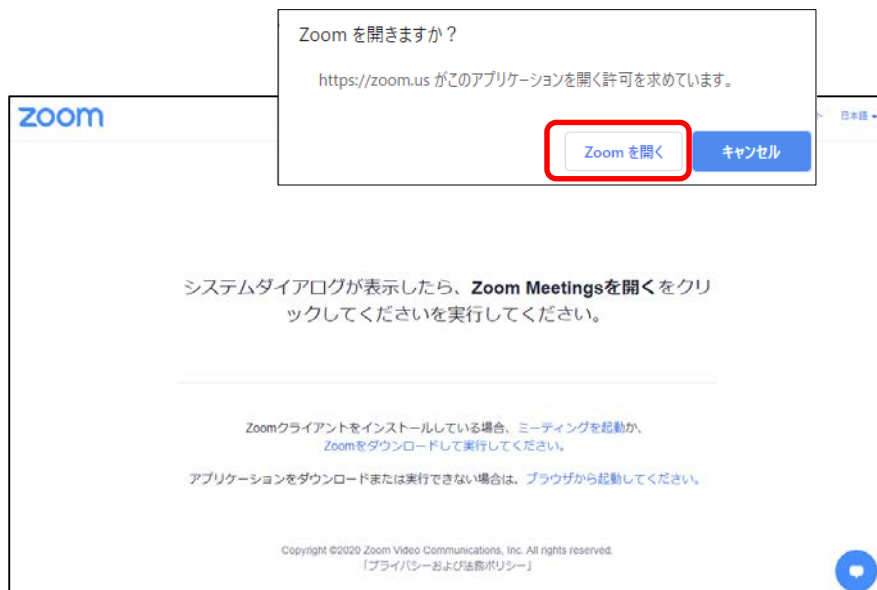 Zoom を開きますか？
https://zoom.us がこのアプリケーションを開く許可を求めています。
Zoom を開く キャンセル
zoom
ト 日本語
システムダイアログが表示したら、Zoom Meetingsを開くをクリ
ックしてくださいを実行してください。
Zoomクライアントをインストールしている場合、ミーティングを起動か、
Zoomをダウンロードして実行してください。
アプリケーションをダウンロードまたは実行できない場合は、ブラウザから起動してください。
Copyright ©2020 Zoom Video Communications, Inc. All rights reserved.
「プライバシーおよび法務ポリシー」